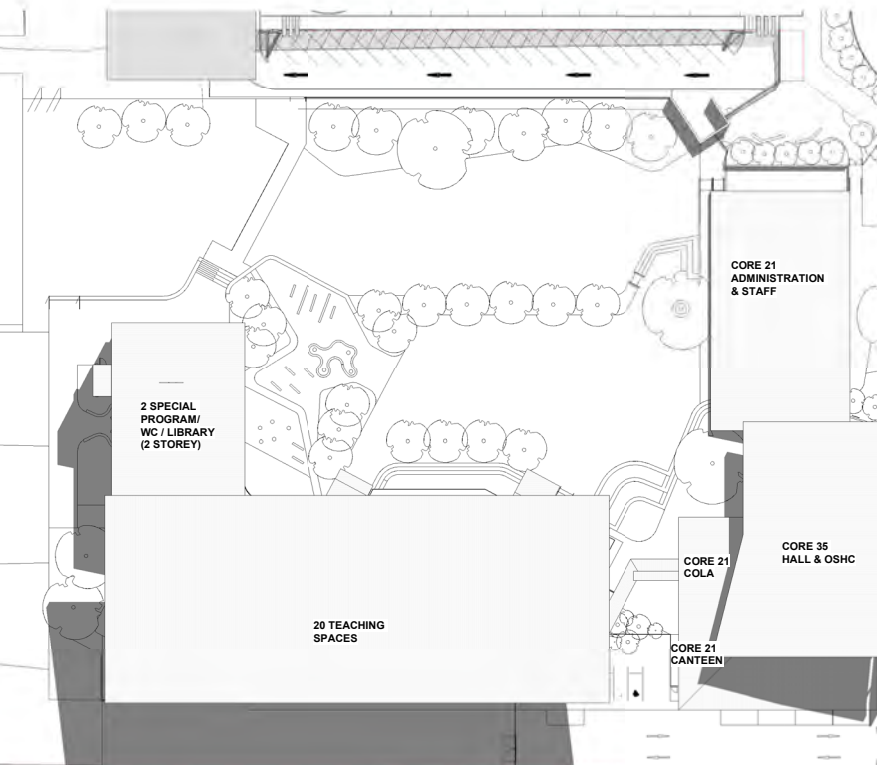 CORE 21
ADMINISTRATION
& STAFF
2 SPECIAL
PROGRAM/
WC / LIBRARY
(2 STOREY)
CORE 35
HALL & OSHC
CORE 21
COLA
20 TEACHING
SPACES
CORE 21
CANTEEN